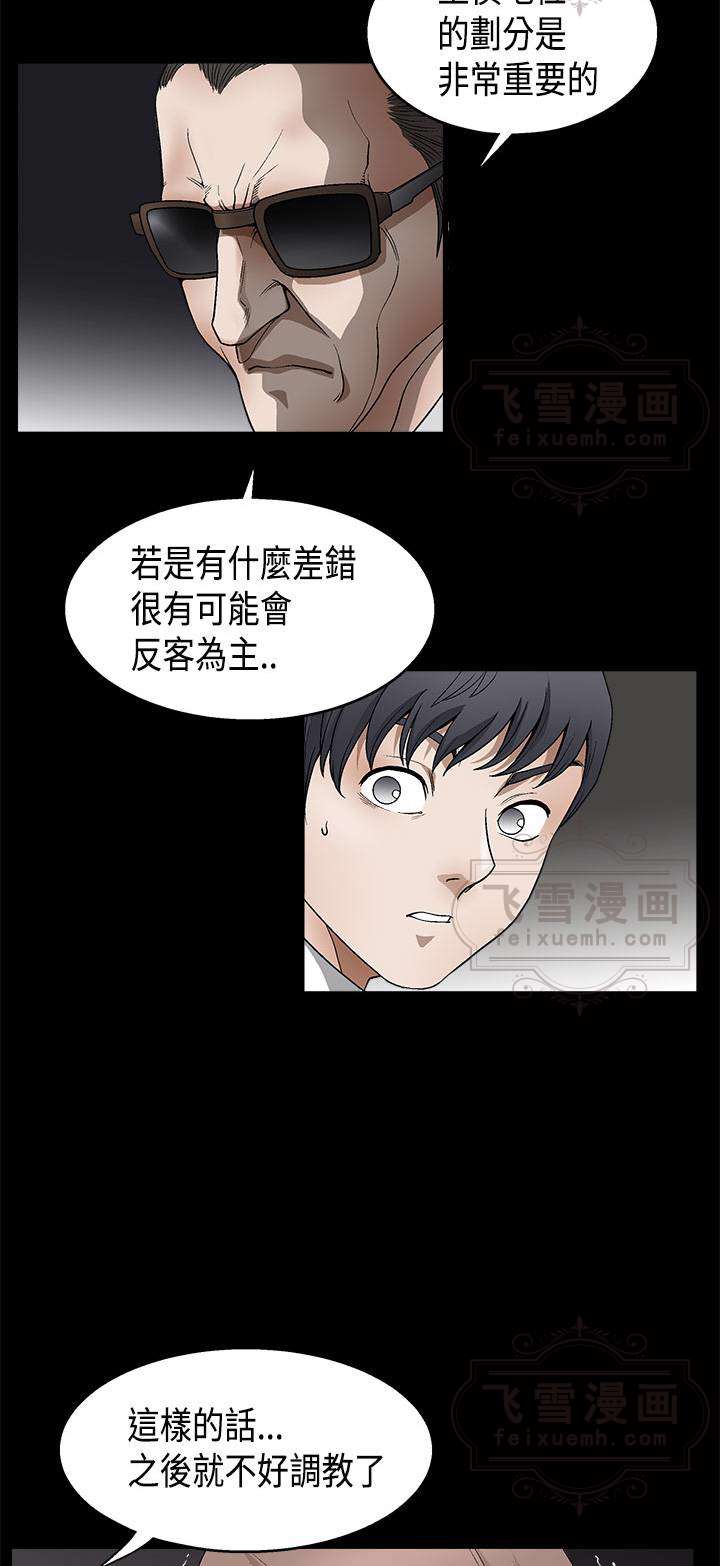 的劃分是
非常重要的
飞雪漫画
feixuemh.com
若是有什麼差錯
很有可能會
反客為主..
飞雪漫画
feixuemh.com
飞雪漫画
feixuemh.com
這樣的話...
之後就不好調教了